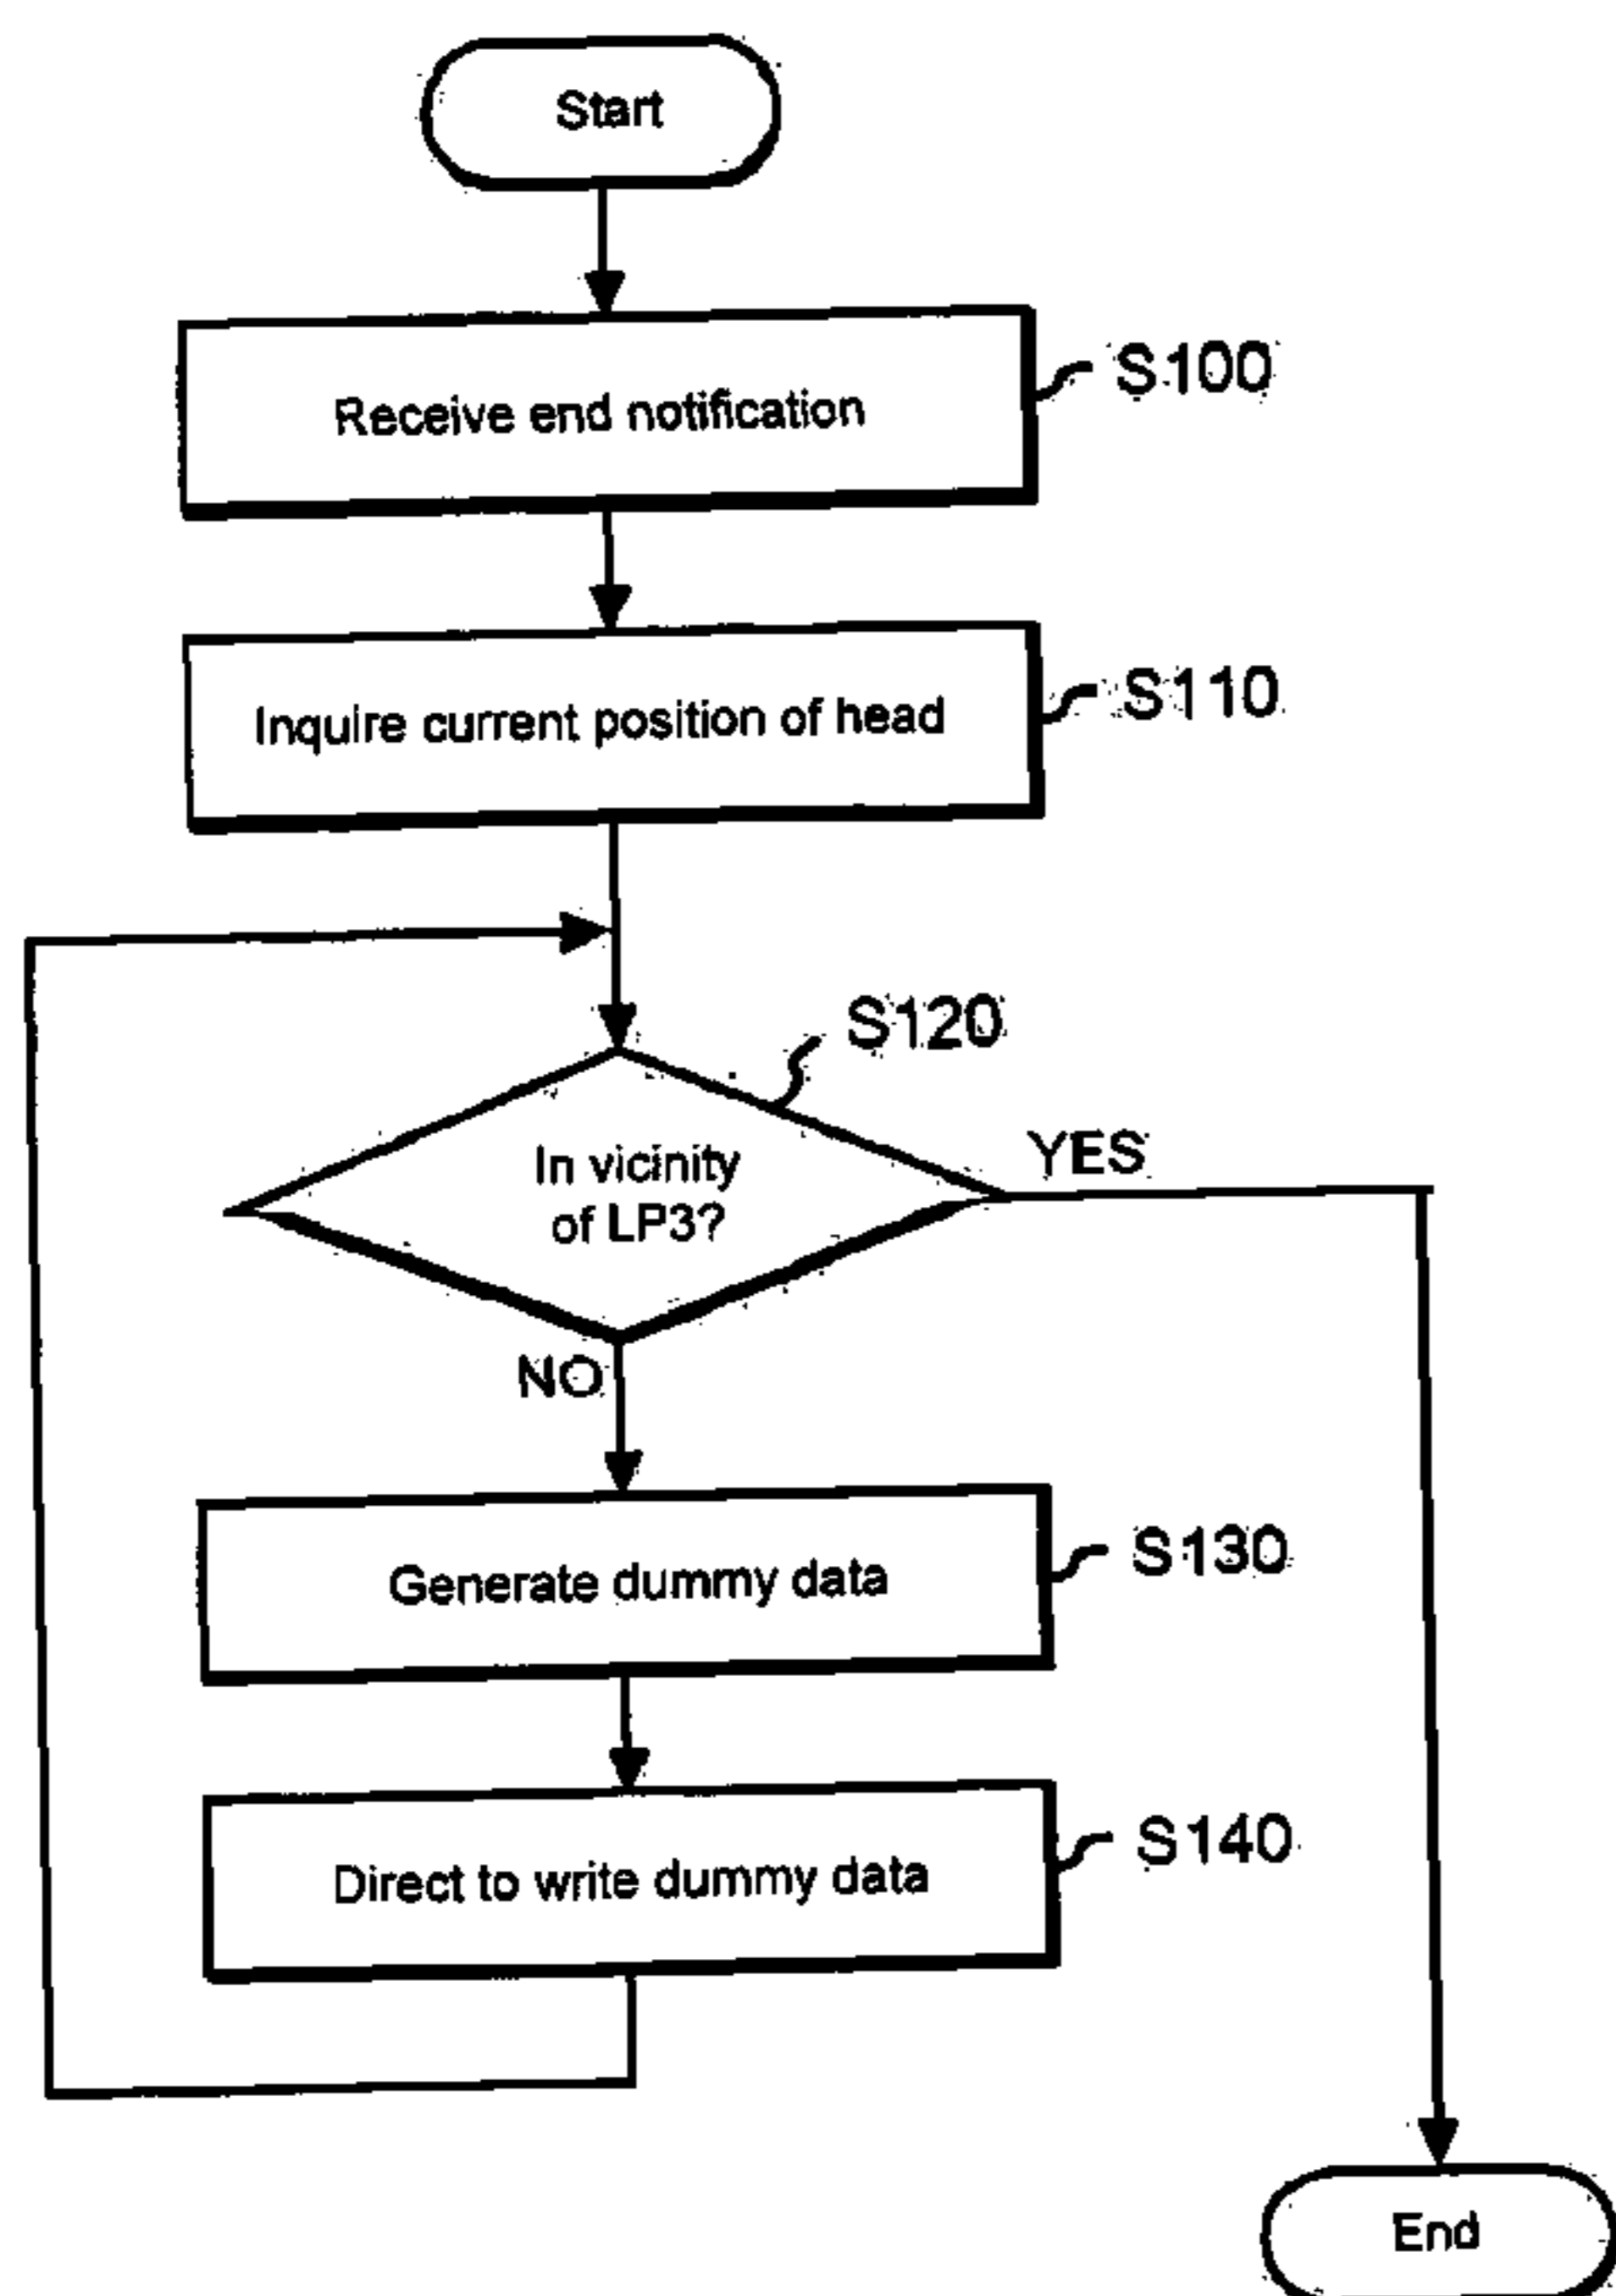 Start
Receive end notification
S100
Inquire current position of head
S110
S120
In vicinity
of LP3?
YES
NO
Generate dummy data
S130
Direct to write dummy data
S140
End